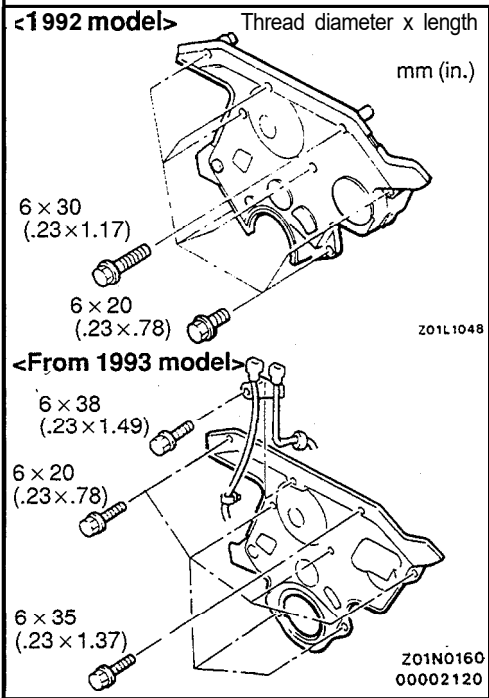 <1992 model> Thread diameter x length
mm (in.)
6 × 30
(.23×1.17)
6 × 20
(.23×.78)
Z01L1048
<From 1993 model>
6 × 38
(.23×1.49)
6 × 20
(.23×.78)
6 × 35
(.23×1.37)
Z01N0160
00002120